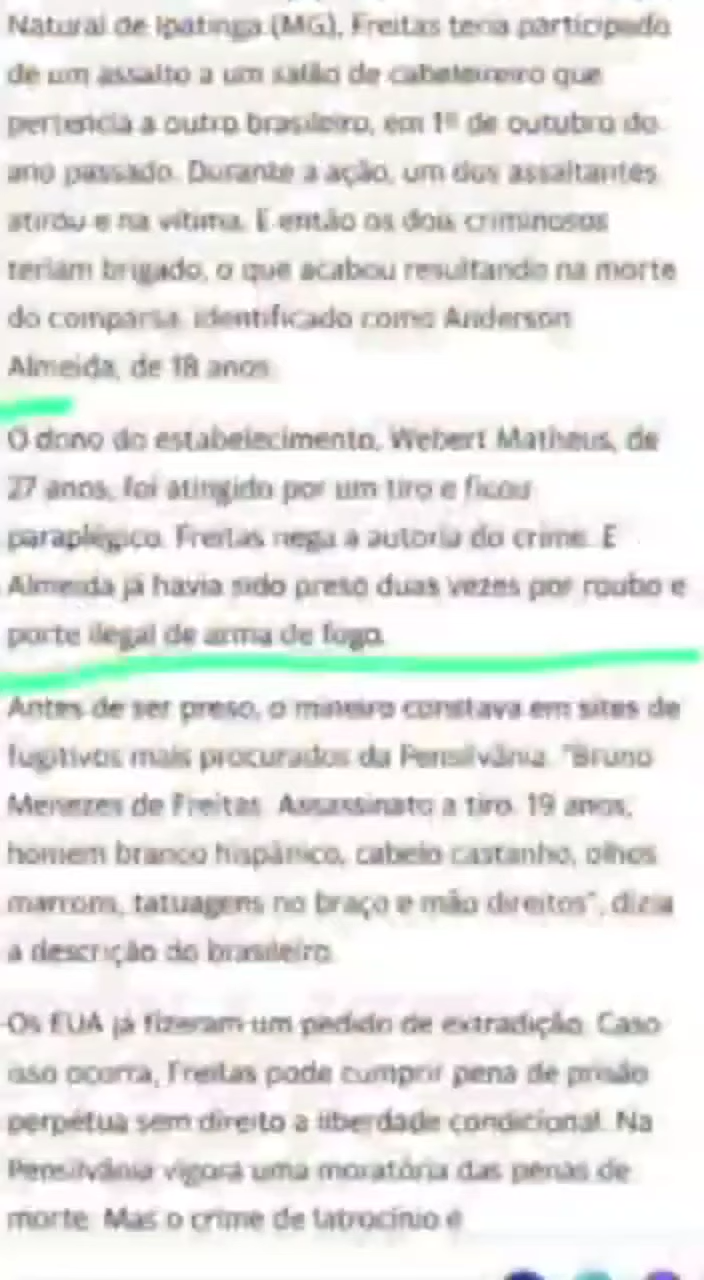 Natural de Ipatinga (MG), Freitas teria participado
de um assalto a um salão de cabeleireiro que
pertencia a outro brasileiro, em 1º de outubro do
ano passado. Durante a ação, um dos assaltantes
atirou e na vítima. E então os dois criminosos
teriam brigado, o que acabou resultando na morte
do comparsa, identificado como Anderson
Almeida, de 18 anos.
O dono do estabelecimento, Webert Matheus, de
27 anos, foi atingido por um tiro e ficou
paraplégico. Freitas nega a autoria do crime. E
Almeida já havia sido preso duas vezes por roubo e
porte ilegal de arma de fogo.
Antes de ser preso, o mineiro constava em sites de
fugitivos mais procurados da Pensilvânia. "Bruno
Menezes de Freitas. Assassinato a tiro. 19 anos,
homem branco hispânico, cabelo castanho, olhos
marrons, tatuagens no braço e mão direitos", dizia
a descrição do brasileiro.
Os EUA já fizeram um pedido de extradição. Caso
isso ocorra, Freitas pode cumprir pena de prisão
perpétua sem direito a liberdade condicional. Na
Pensilvânia vigora uma moratória das penas de
morte. Mas o crime de latrocínio é